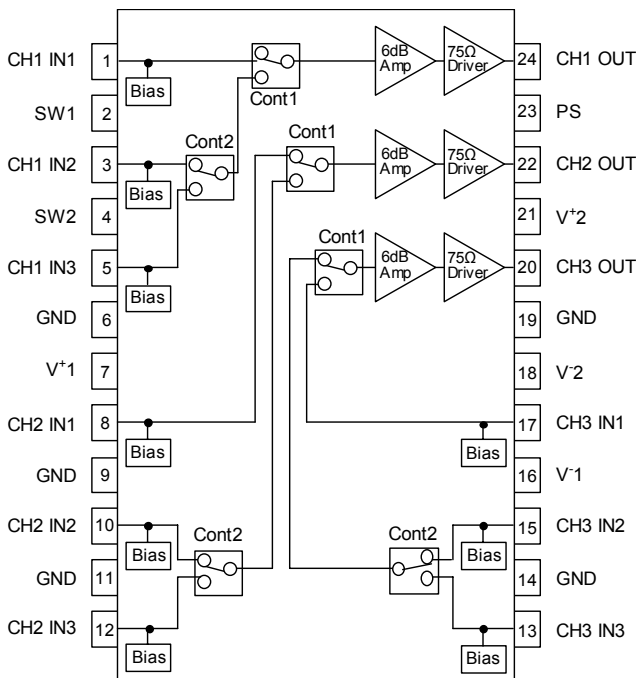 CH1 IN1
1
Bias
SW1
2
CH1 IN2
3
Bias
SW2
4
CH1 IN3
5
Bias
GND
6
V+1
7
CH2 IN1
8
Bias
GND
9
CH2 IN2
10
Bias
GND
11
CH2 IN3
12
Bias
Cont1
Cont2
Cont1
Cont1
Cont2
Cont2
6dB
Amp
75Ω
Driver
6dB
Amp
75Ω
Driver
6dB
Amp
75Ω
Driver
24
CH1 OUT
23
PS
22
CH2 OUT
21
V+2
20
CH3 OUT
19
GND
18
V-2
17
CH3 IN1
Bias
16
V-1
15
CH3 IN2
Bias
14
GND
13
CH3 IN3
Bias